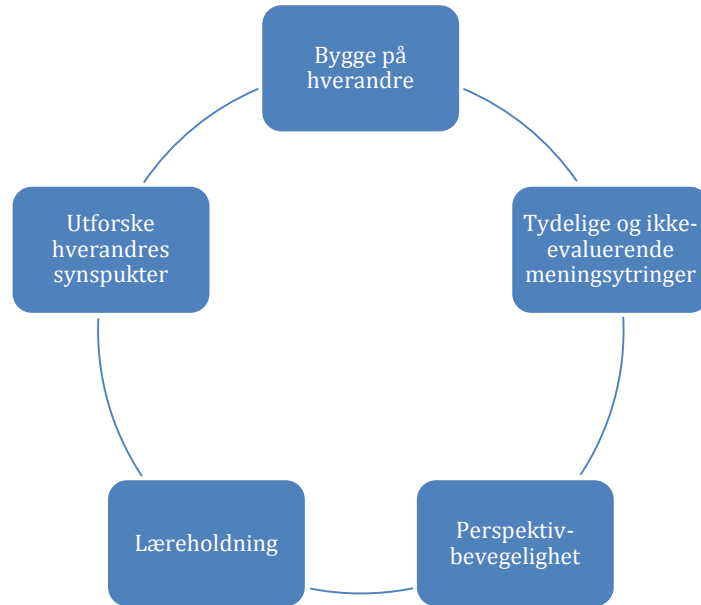 Bygge på
hverandre
Utforske
hverandres
synspukter
Tydelige og ikke-
evaluerende
meningsytringer
Læreholdning
Perspektiv-
bevegelighet